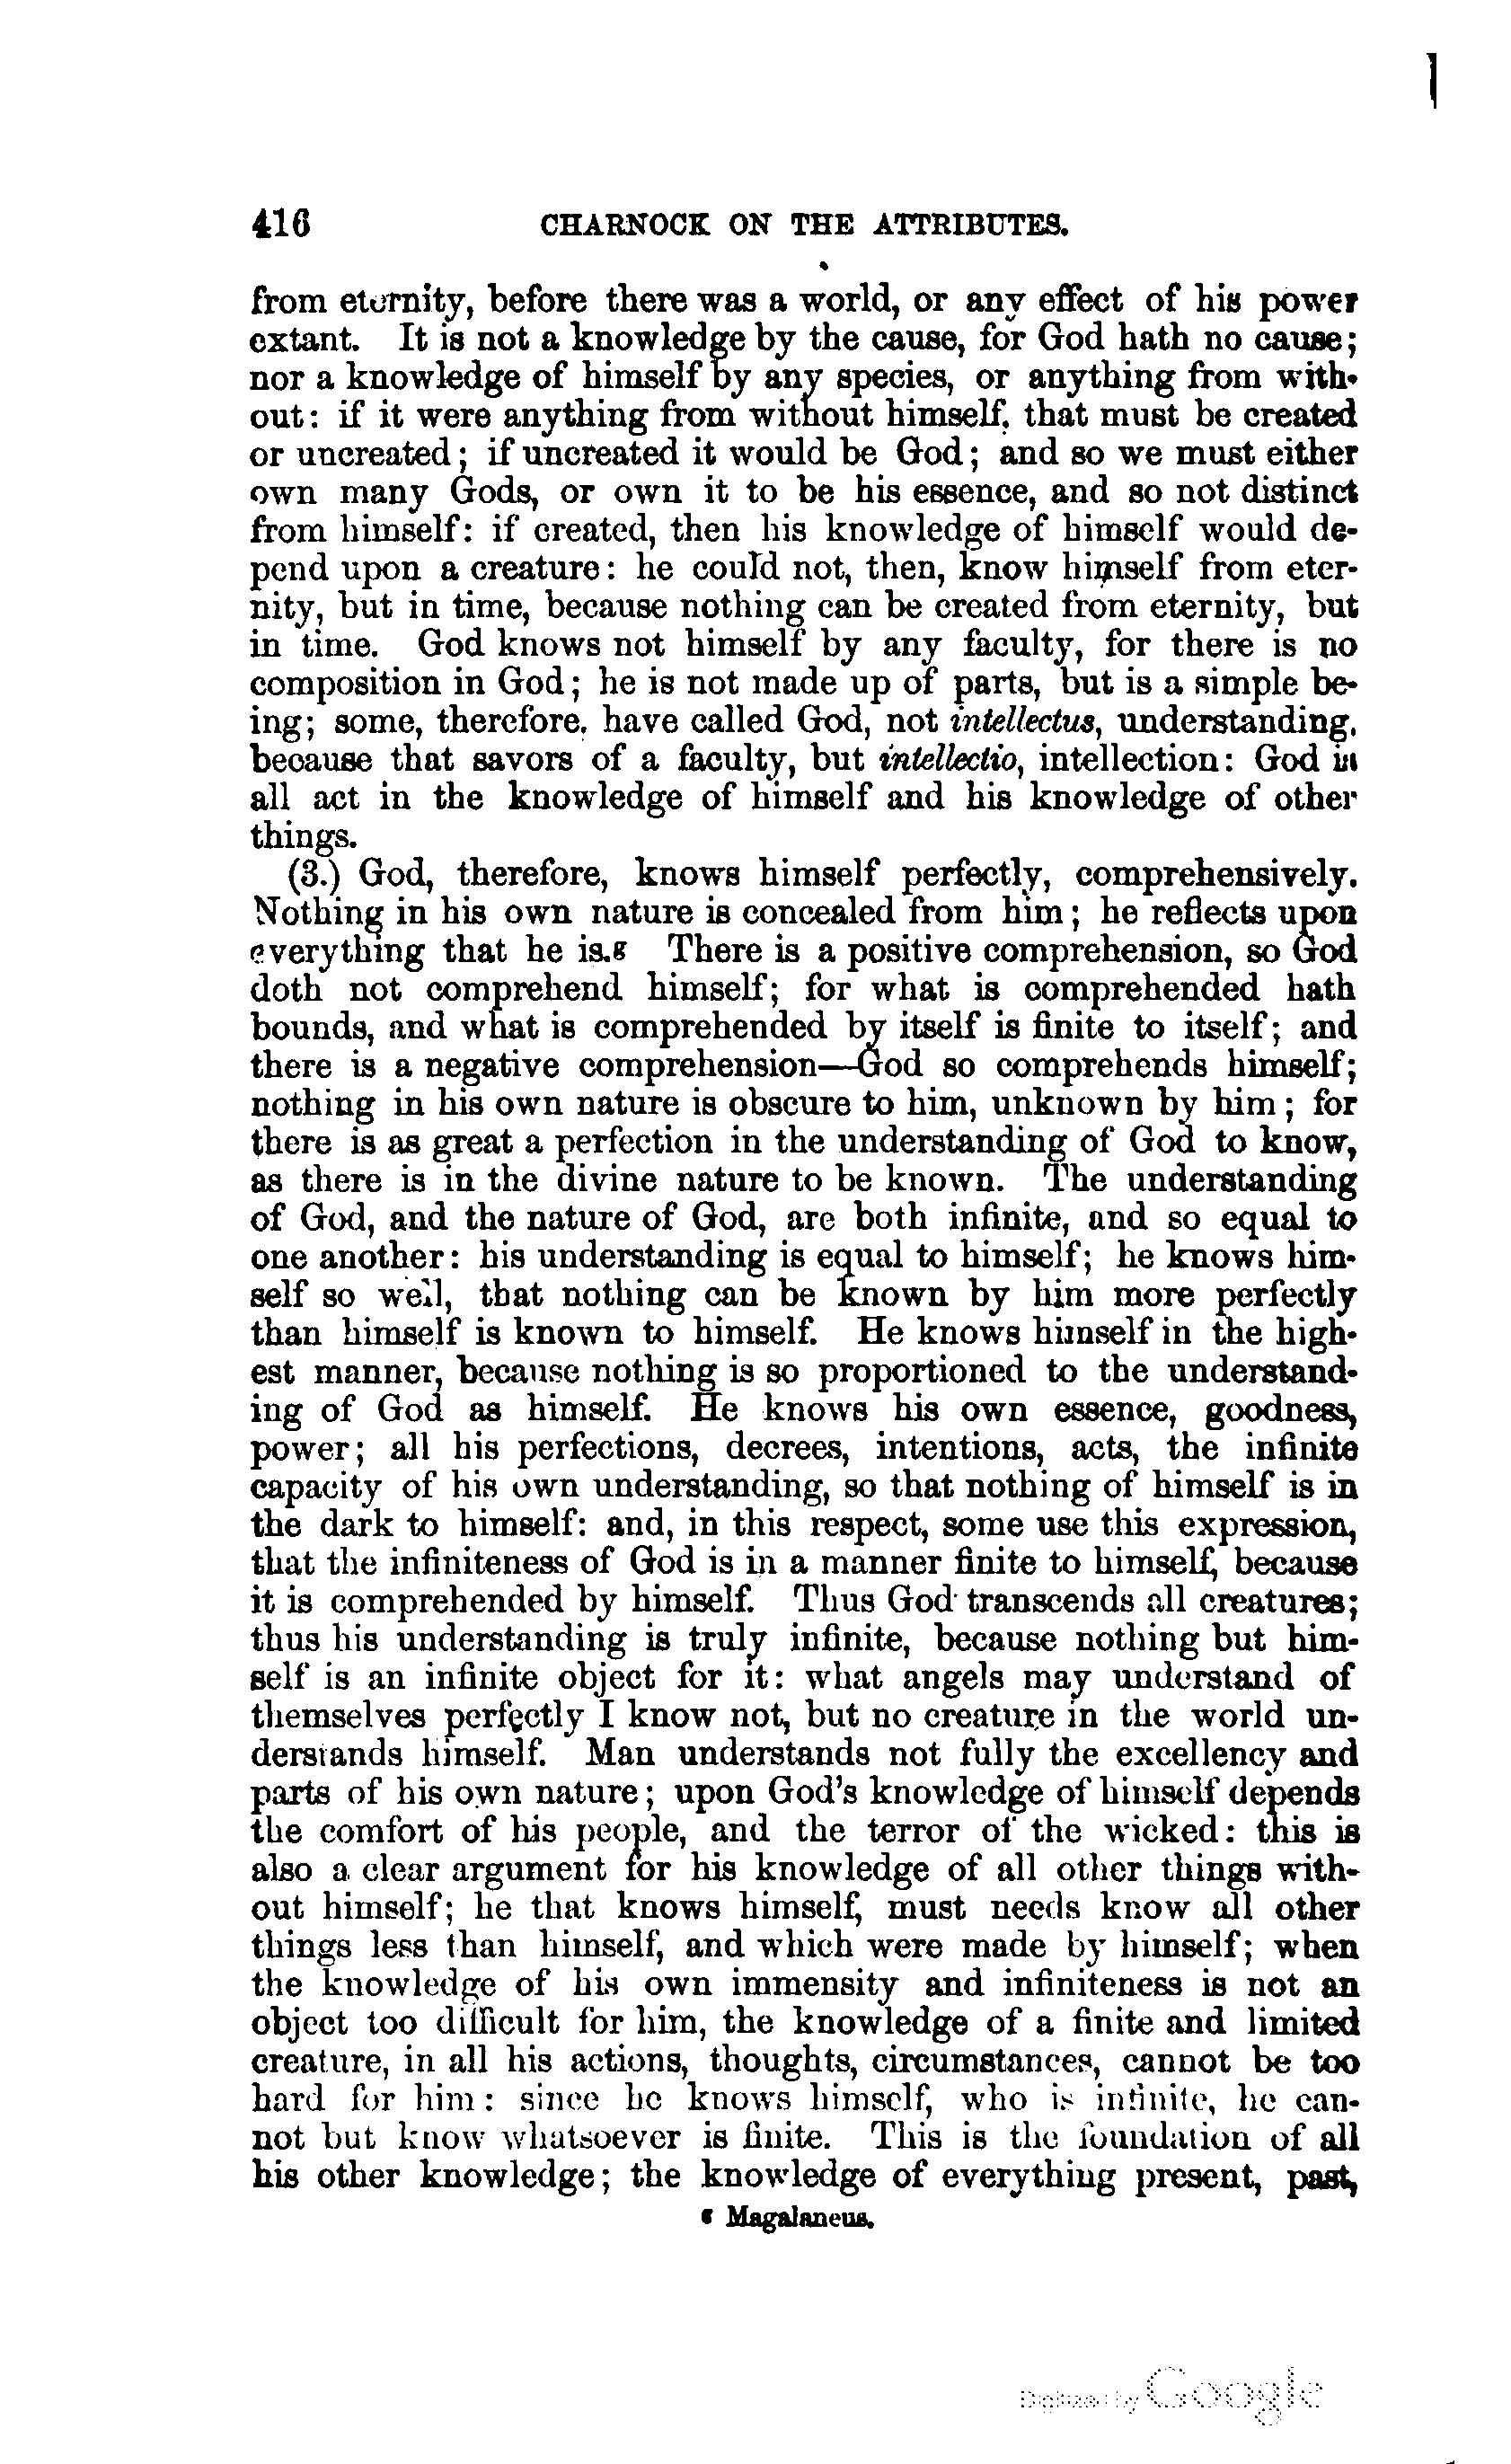 416 CHARNOCK ON THE ATTRIBUTES.
from eternity, before there was a world, or any effect of his power
extant. It is not a knowledge by the cause, for God hath no cause;
nor a knowledge of himself by any species, or anything from with-
out: if it were anything from without himself, that must be created
or uncreated; if uncreated it would be God; and so we must either
own many Gods, or own it to be his essence, and so not distinct
from himself: if created, then his knowledge of himself would de-
pend upon a creature: he could not, then, know himself from eter-
nity, but in time, because nothing can be created from eternity, but
in time. God knows not himself by any faculty, for there is no
composition in God; he is not made up of parts, but is a simple be-
ing; some, therefore, have called God, not intellectus, understanding,
because that savors of a faculty, but intellectio, intellection: God is
all act in the knowledge of himself and his knowledge of other
things.
(3.) God, therefore, knows himself perfectly, comprehensively.
Nothing in his own nature is concealed from him; he reflects upon
everything that he is.g There is a positive comprehension, so God
doth not comprehend himself; for what is comprehended hath
bounds, and what is comprehended by itself is finite to itself; and
there is a negative comprehension—God so comprehends himself;
nothing in his own nature is obscure to him, unknown by him; for
there is as great a perfection in the understanding of God to know,
as there is in the divine nature to be known. The understanding
of God, and the nature of God, are both infinite, and so equal to
one another: his understanding is equal to himself; he knows him-
self so well, that nothing can be known by him more perfectly
than himself is known to himself. He knows himself in the high-
est manner, because nothing is so proportioned to the understand-
ing of God as himself. He knows his own essence, goodness,
power; all his perfections, decrees, intentions, acts, the infinite
capacity of his own understanding, so that nothing of himself is in
the dark to himself: and, in this respect, some use this expression,
that the infiniteness of God is in a manner finite to himself, because
it is comprehended by himself. Thus God transcends all creatures;
thus his understanding is truly infinite, because nothing but him-
self is an infinite object for it: what angels may understand of
themselves perfectly I know not, but no creature in the world un-
derstands himself. Man understands not fully the excellency and
parts of his own nature; upon God's knowledge of himself depends
the comfort of his people, and the terror of the wicked: this is
also a clear argument for his knowledge of all other things with-
out himself; he that knows himself, must needs know all other
things less than himself, and which were made by himself; when
the knowledge of his own immensity and infiniteness is not an
object too difficult for him, the knowledge of a finite and limited
creature, in all his actions, thoughts, circumstances, cannot be too
hard for him: since he knows himself, who is infinite, he can-
not but know whatsoever is finite. This is the foundation of all
his other knowledge; the knowledge of everything present, past,
g Magalaneus.
Digitized by Google